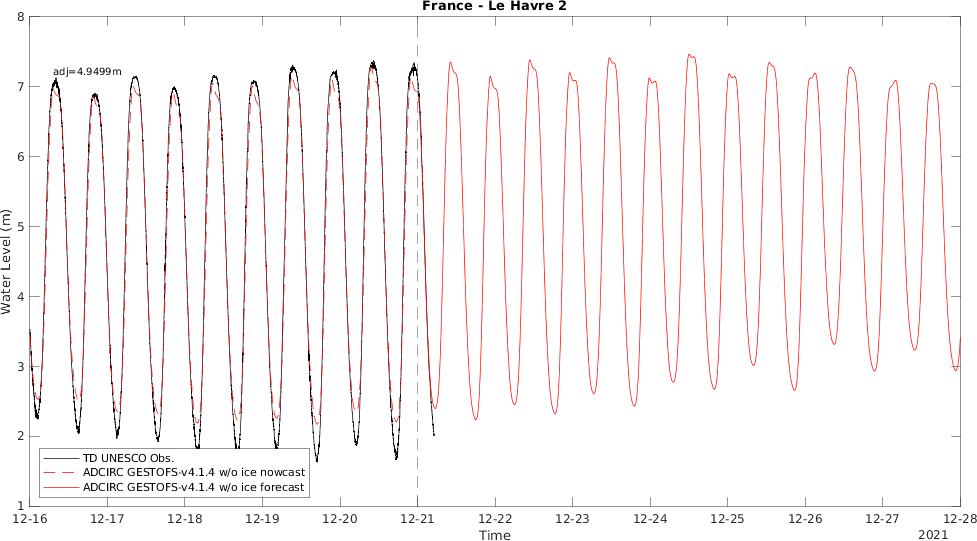 France - Le Havre 2
adj=4.9499m
Water Level (m)
8
7
6
5
4
3
2
1
TD UNESCO Obs.
ADCIRC GESTOFS-v4.1.4 w/o ice nowcast
ADCIRC GESTOFS-v4.1.4 w/o ice forecast
12-16 12-17 12-18 12-19 12-20 12-21 12-22 12-23 12-24 12-25 12-26 12-27 12-28
Time
2021